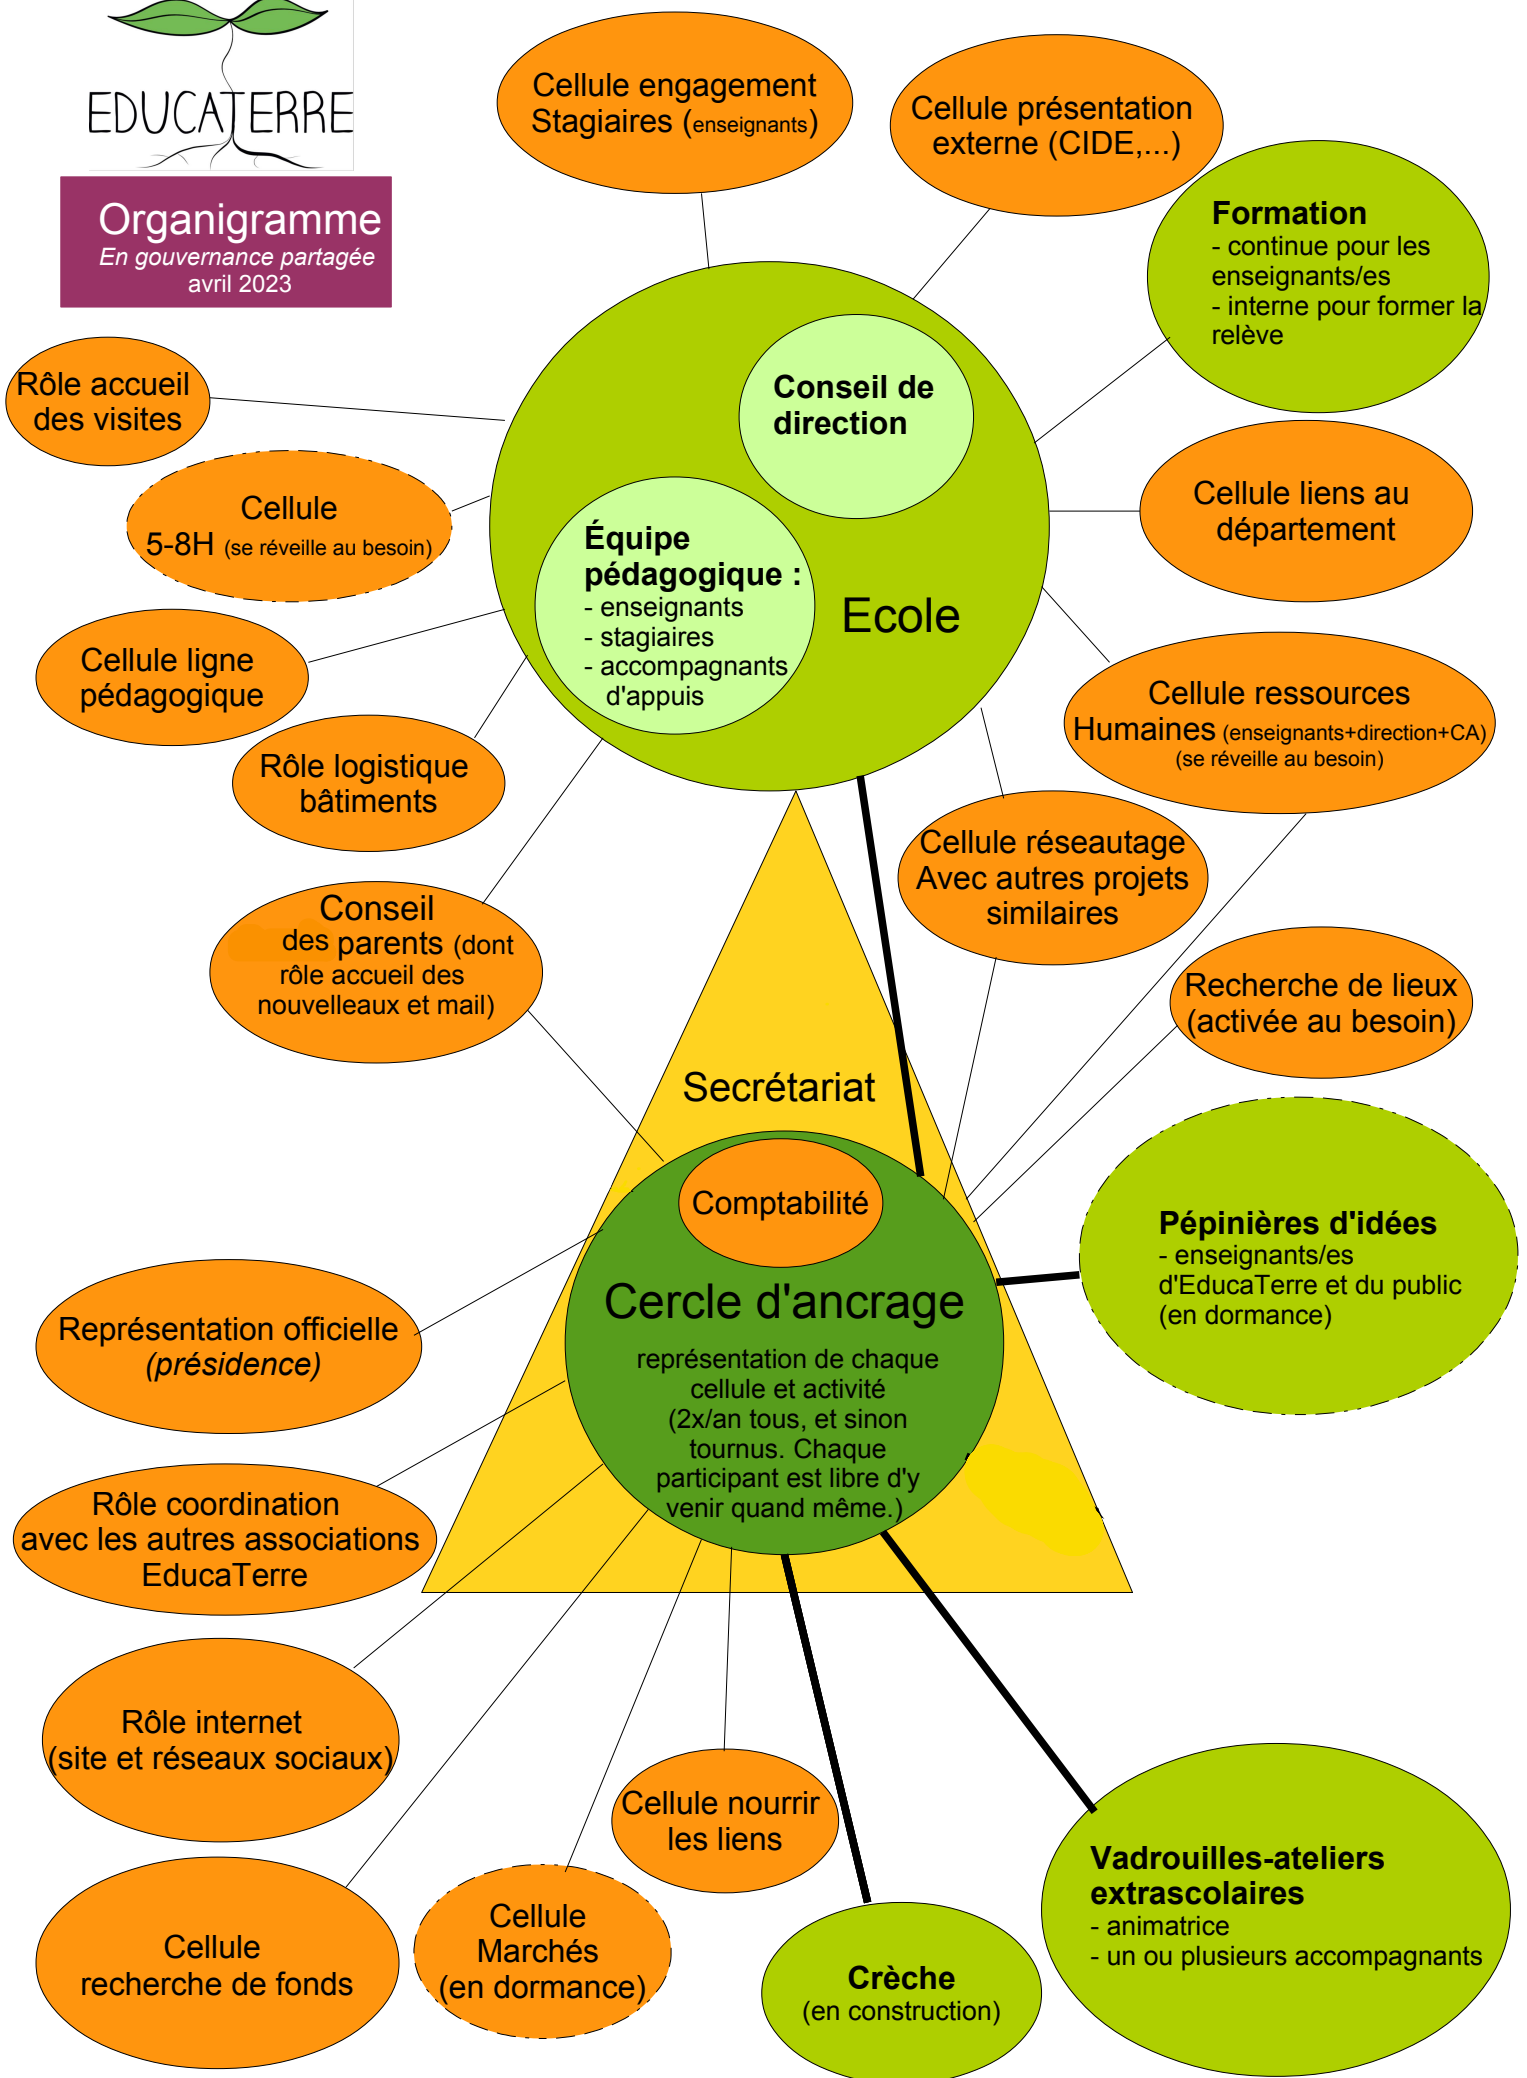 EDUCATERRE
Organigramme
En gouvernance partagée
avril 2023
Cellule engagement
Stagiaires (enseignants)
Cellule présentation
externe (CIDE,...)
Formation
- continue pour les
enseignants/es
- interne pour former la
relève
Rôle accueil
des visites
Conseil de
direction
Cellule
5-8H (se réveille au besoin)
Cellule liens au
département
Équipe
pédagogique :
- enseignants
- stagiaires
- accompagnants
d'appuis
Ecole
Cellule ligne
pédagogique
Cellule ressources
Humaines (enseignants+direction+CA)
(se réveille au besoin)
Rôle logistique
bâtiments
Cellule réseautage
Avec autres projets
similaires
Conseil
des parents (dont
rôle accueil des
nouvelleaux et mail)
Recherche de lieux
(activée au besoin)
Secrétariat
Comptabilité
Pépinières d'idées
- enseignants/es
d'EducaTerre et du public
(en dormance)
Cercle d'ancrage
représentation de chaque
cellule et activité
(2x/an tous, et sinon
tournus. Chaque
participant est libre d'y
venir quand même.)
Représentation officielle
(présidence)
Rôle coordination
avec les autres associations
EducaTerre
Rôle internet
(site et réseaux sociaux)
Cellule nourrir
les liens
Vadrouilles-ateliers
extrascolaires
- animatrice
- un ou plusieurs accompagnants
Cellule
recherche de fonds
Cellule
Marchés
(en dormance)
Crèche
(en construction)